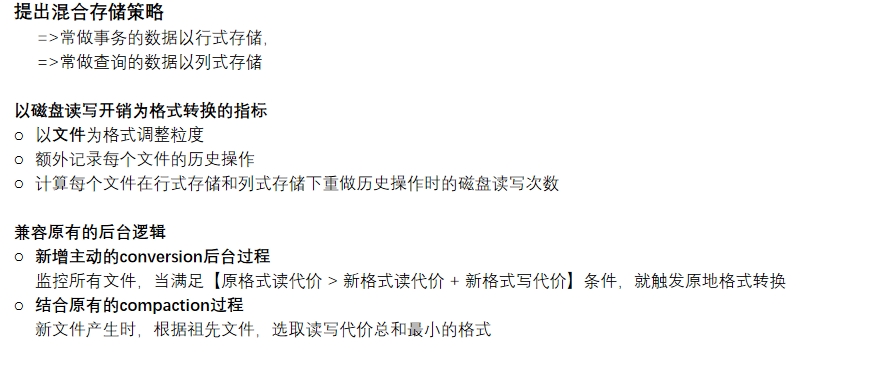 提出混合存储策略
=>常做事务的数据以行式存储，
=>常做查询的数据以列式存储
以磁盘读写开销为格式转换的指标
○ 以文件为格式调整粒度
○ 额外记录每个文件的历史操作
○ 计算每个文件在行式存储和列式存储下重做历史操作时的磁盘读写次数
兼容原有的后台逻辑
○ 新增主动的conversion后台过程
监控所有文件，当满足【原格式读代价 > 新格式读代价 + 新格式写代价】条件，就触发原地格式转换
○ 结合原有的compaction过程
新文件产生时，根据祖先文件，选取读写代价总和最小的格式